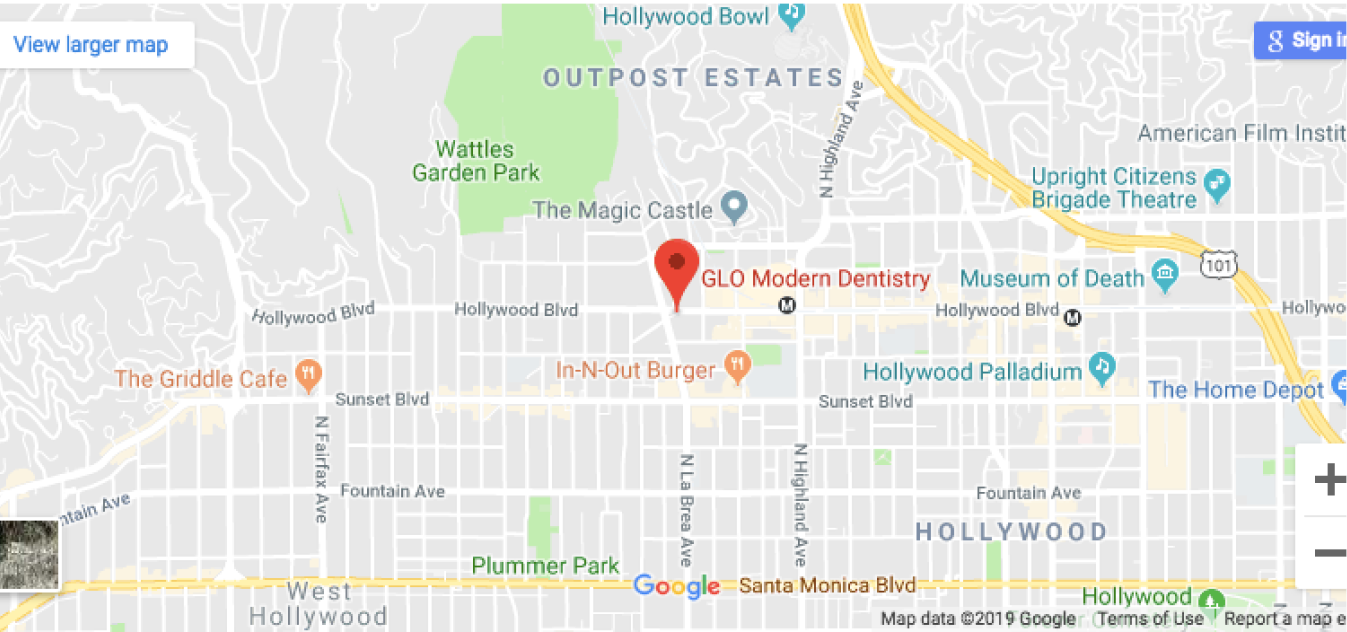 Hollywood Bowl
View larger map
Sign in
OUTPOST ESTATES
N Highland Ave
American Film Instit
Wattles
Garden Park
Upright Citizens
Brigade Theatre
The Magic Castle
101
GLO Modern Dentistry
Museum of Death
Hollywood Blvd
Hollywood Blvd
M
Hollywood Blvd
M
Hollywo
The Griddle Cafe
In-N-Out Burger
Hollywood Palladium
The Home Depot
Sunset Blvd
Sunset Blvd
N Fairfax Ave
N La Brea Ave
N Highland Ave
Fountain Ave
Fountain Ave
ntain Ave
HOLLYWOOD
Plummer Park
Google
Santa Monica Blvd
West
Hollywood
Hollywood
Map data ©2019 Google
Terms of Use
Report a map e